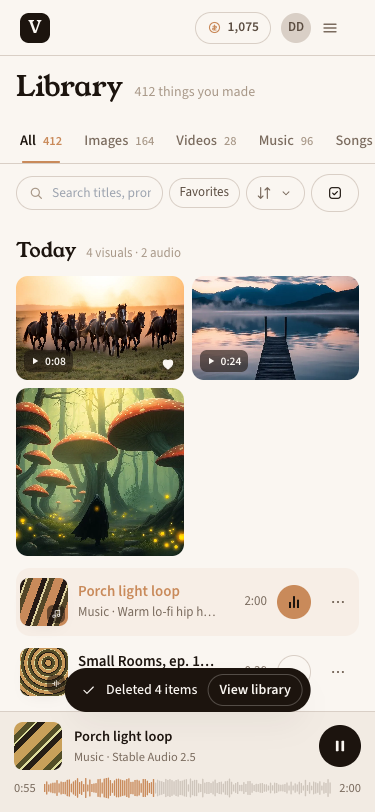 V
1,075
DD
Library 412 things you made
All 412 Images 164 Videos 28 Music 96 Songs
Search titles, pror
Favorites
Today 4 visuals · 2 audio
0:08
0:24
Porch light loop
Music · Warm lo-fi hip h…
2:00
Small Rooms, ep. 1…
Deleted 4 items
View library
Porch light loop
Music · Stable Audio 2.5
0:55
2:00